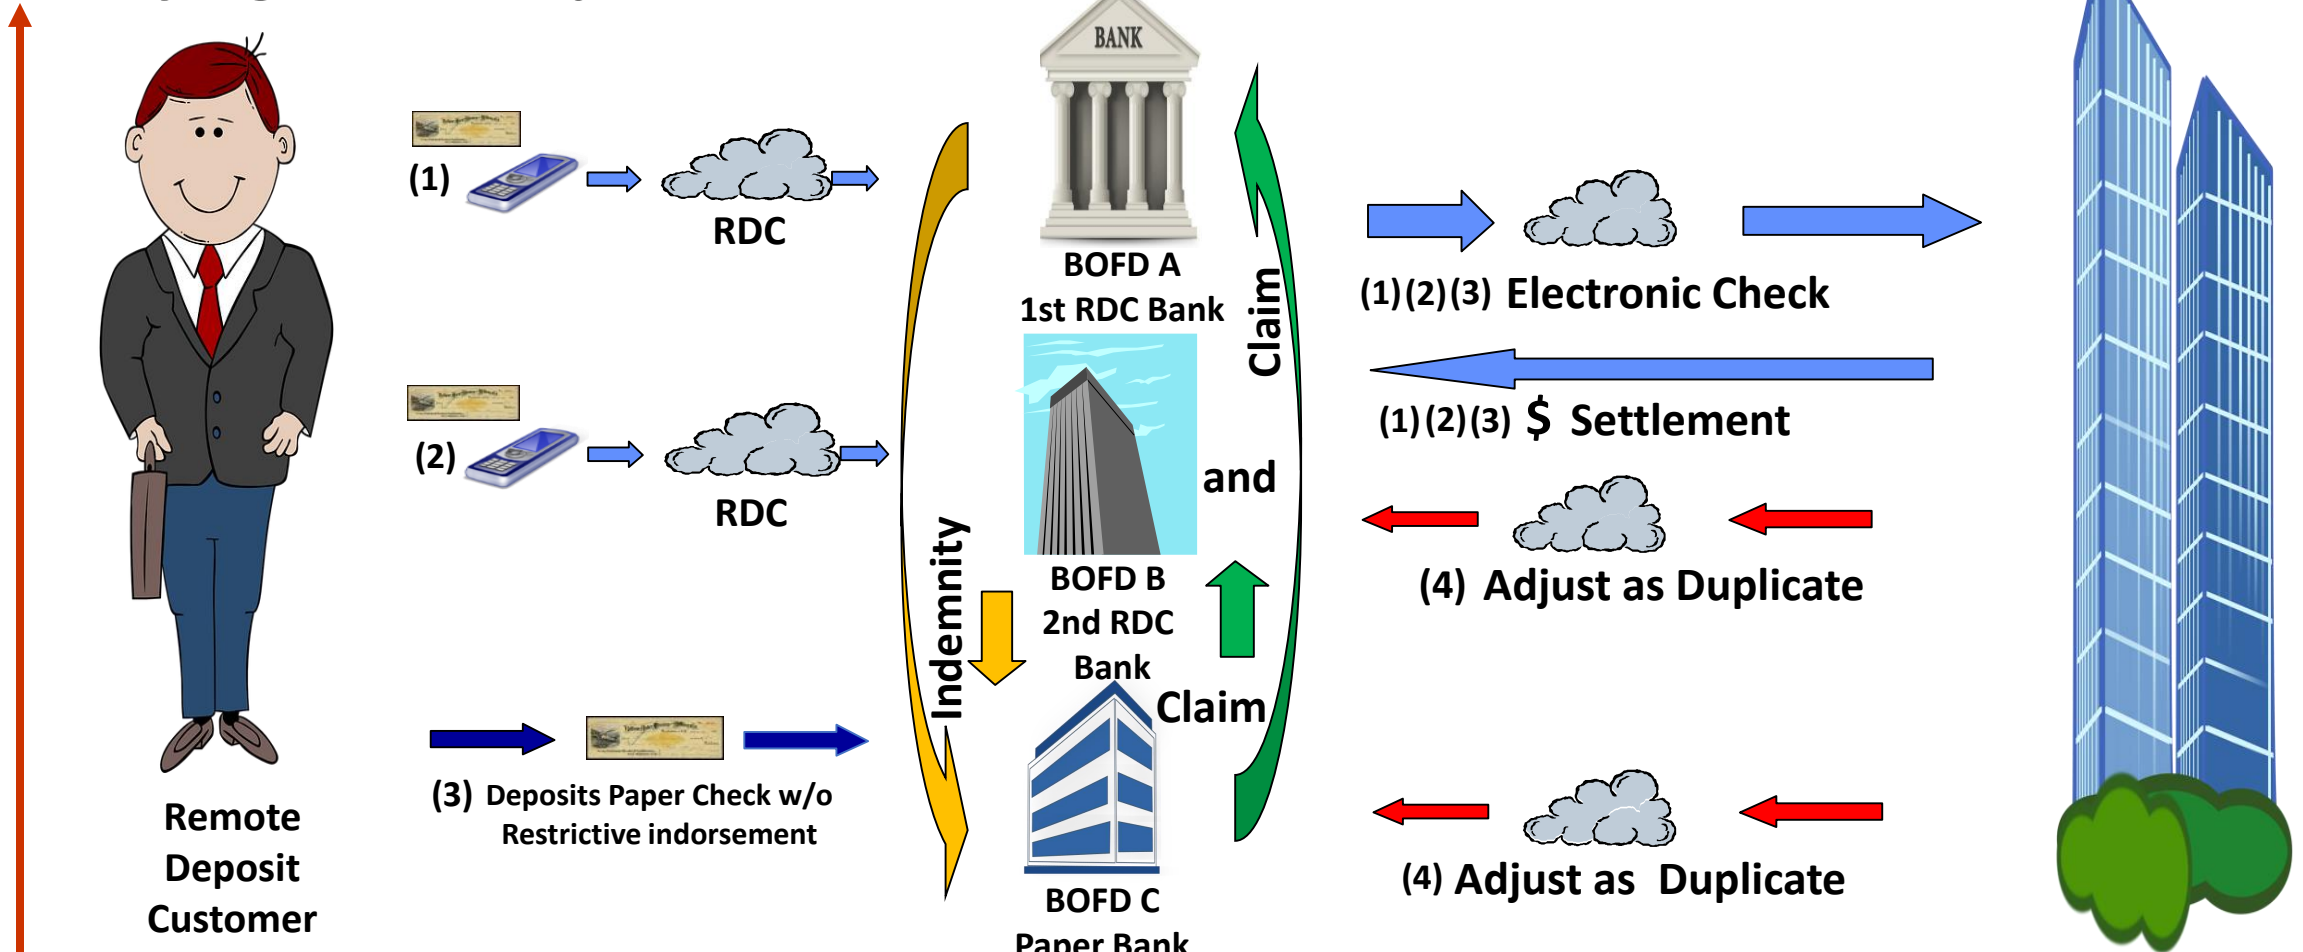 BANK
(1)
RDC
BOFD A
1st RDC Bank
Claim
(1)(2)(3) Electronic Check
(1)(2)(3) $ Settlement
(2)
RDC
and
Indemnity
BOFD B
2nd RDC
Bank
Claim
(4) Adjust as Duplicate
(3) Deposits Paper Check w/o
Restrictive indorsement
Remote
Deposit
Customer
BOFD C
Paper Bank
(4) Adjust as Duplicate